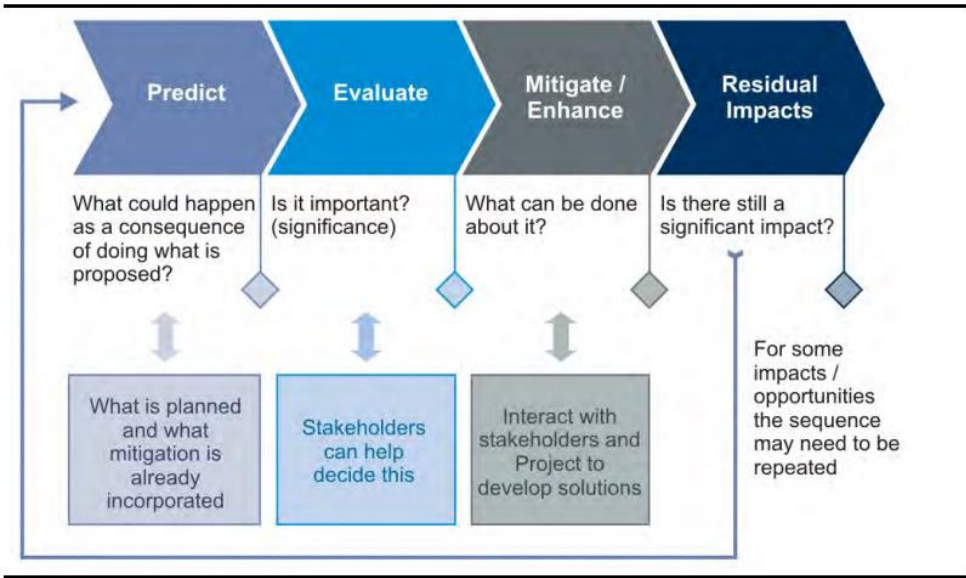 Predict
Evaluate
Mitigate /
Enhance
Residual
Impacts
What could happen
as a consequence
of doing what is
proposed?
Is it important?
(significance)
What can be done
about it?
Is there still a
significant impact?
What is planned
and what
mitigation is
already
incorporated
Stakeholders
can help
decide this
Interact with
stakeholders and
Project to
develop solutions
For some
impacts /
opportunities
the sequence
may need to be
repeated